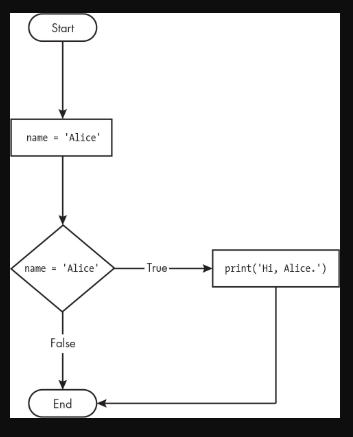 Start
name = 'Alice'
name = 'Alice'
True
print('Hi, Alice.')
False
End